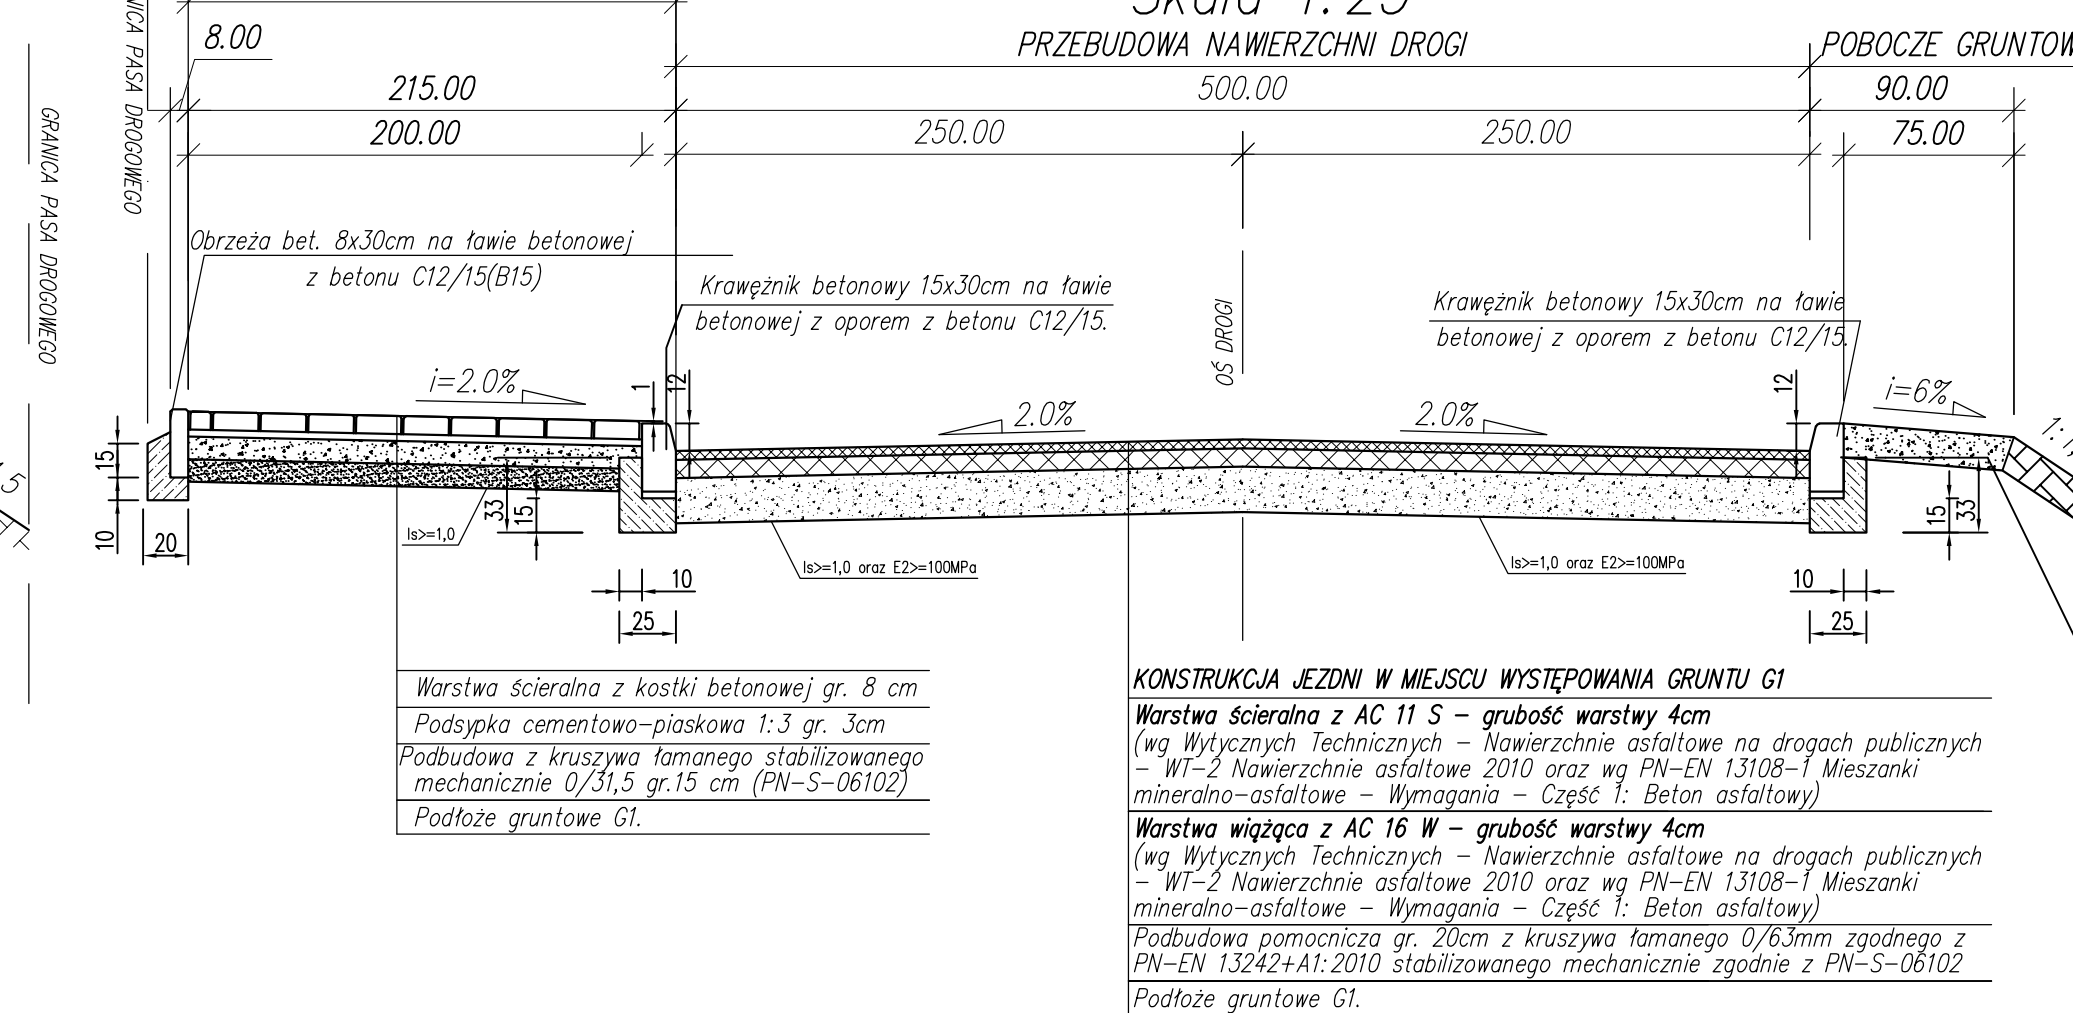 Skala 1:25
PRZEBUDOWA NAWIERZCHNI DROGI
POBOCZE
8.00
215.00
500.00
90.00
200.00
250.00
250.00
75.00
PASA DROGOWEGO
GRANICA PASA DROGOWEGO
Obrzeża bet. 8x30cm na ławie betonowej
z betonu C12/15(B15)
Krawężnik betonowy 15x30cm na ławie
betonowej z oporem z betonu C12/15.
OŚ DROGI
Krawężnik betonowy 15x30cm na ławie
betonowej z oporem z betonu C12/15.
i=2.0%
1
12
2.0%
2.0%
12
i=6%
15
10
20
33
15
Is>=1,0
10
25
Is>=1,0 oraz E2>=100MPa
Is>=1,0 oraz E2>=100MPa
15
33
10
25
Warstwa ścieralna z kostki betonowej gr. 8 cm
Podsypka cementowo-piaskowa 1:3 gr. 3cm
Podbudowa z kruszywa łamanego stabilizowanego
mechanicznie 0/31,5 gr.15 cm (PN-S-06102)
Podłoże gruntowe G1.
KONSTRUKCJA JEZDNI W MIEJSCU WYSTĘPOWANIA GRUNTU G1
Warstwa ścieralna z AC 11 S - grubość warstwy 4cm
(wg Wytycznych Technicznych - Nawierzchnie asfaltowe na drogach publicznych
- WT-2 Nawierzchnie asfaltowe 2010 oraz wg PN-EN 13108-1 Mieszanki
mineralno-asfaltowe - Wymagania - Część 1: Beton asfaltowy)
Warstwa wiążąca z AC 16 W - grubość warstwy 4cm
(wg Wytycznych Technicznych - Nawierzchnie asfaltowe na drogach publicznych
- WT-2 Nawierzchnie asfaltowe 2010 oraz wg PN-EN 13108-1 Mieszanki
mineralno-asfaltowe - Wymagania - Część 1: Beton asfaltowy)
Podbudowa pomocnicza gr. 20cm z kruszywa łamanego 0/63mm zgodnego z
PN-EN 13242+A1:2010 stabilizowanego mechanicznie zgodnie z PN-S-06102
Podłoże gruntowe G1.